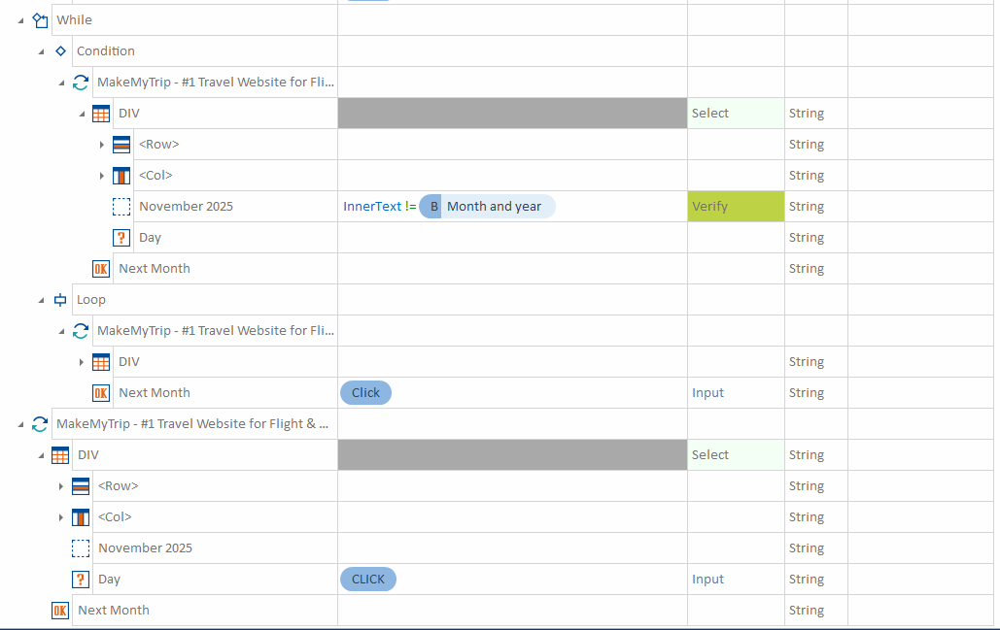 While
Condition
MakeMyTrip - #1 Travel Website for Fli...
DIV Select String
<Row> String
<Col> String
November 2025 InnerText != B Month and year Verify String
? Day String
OK Next Month String
Loop
MakeMyTrip - #1 Travel Website for Fli...
DIV String
OK Next Month Click Input String
MakeMyTrip - #1 Travel Website for Flight & ...
DIV Select String
<Row> String
<Col> String
November 2025 String
? Day CLICK Input String
OK Next Month String